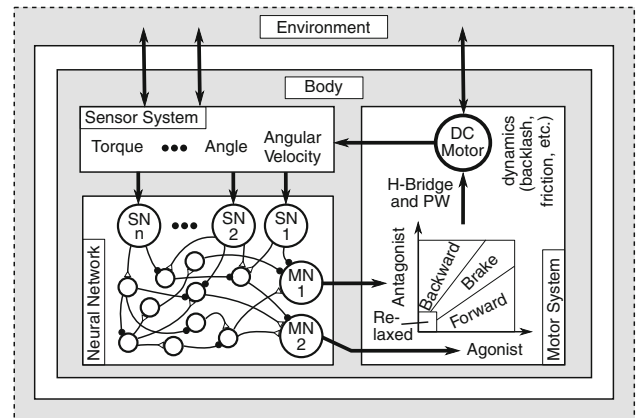 Environment
Body
Sensor System
Torque ••• Angle Angular
Velocity
DC
Motor
dynamics
(backlash,
friction, etc.)
H-Bridge
and PW
SN
n
•••
SN
2
SN
1
MN
1
MN
2
Neural Network
Antagonist
Backward
Brake
Forward
Re-
laxed
Agonist
Motor System